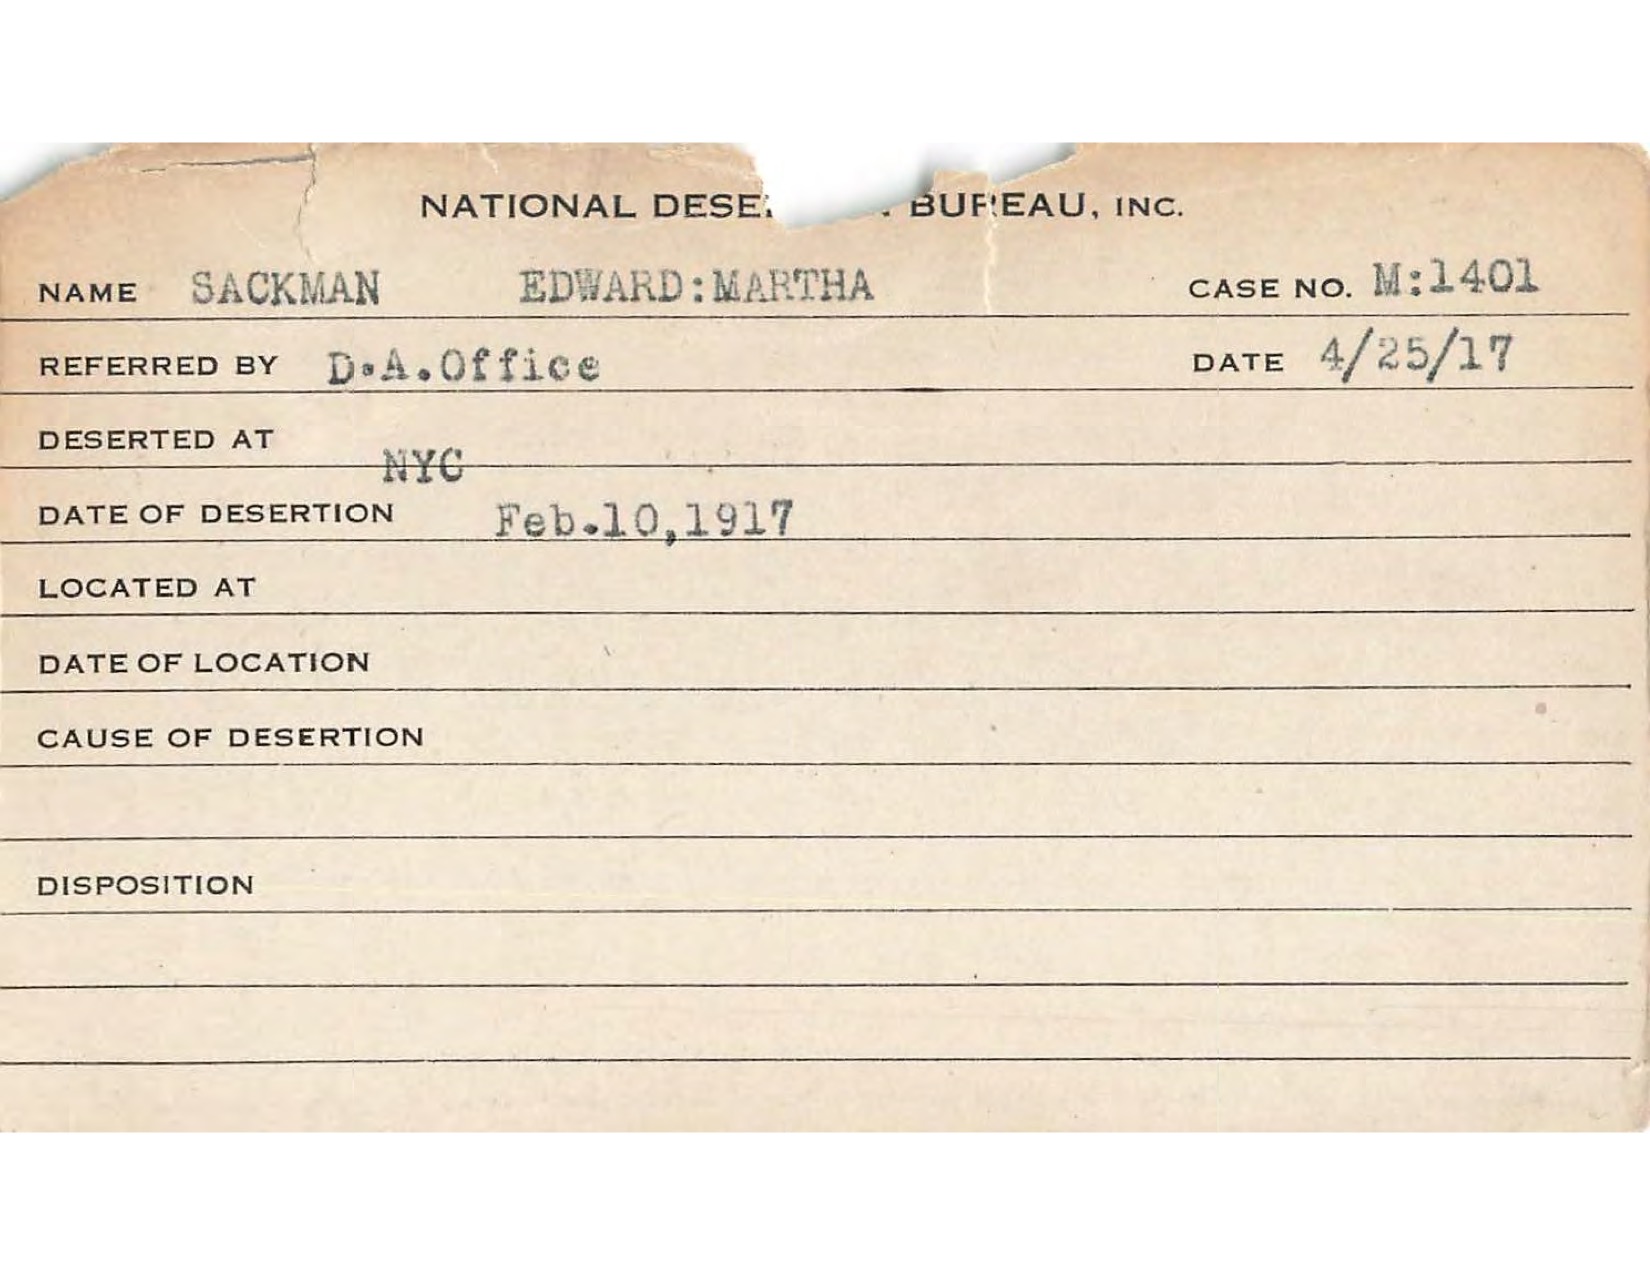 NATIONAL BUREAU, INC.
NAME SACKMAN EDWARD:MARTHA CASE NO. M:1401
REFERRED BY D.A.Office DATE 4/25/17
DESERTED AT NYC
DATE OF DESERTION Feb.10,1917
LOCATED AT
DATE OF LOCATION
CAUSE OF DESERTION
DISPOSITION